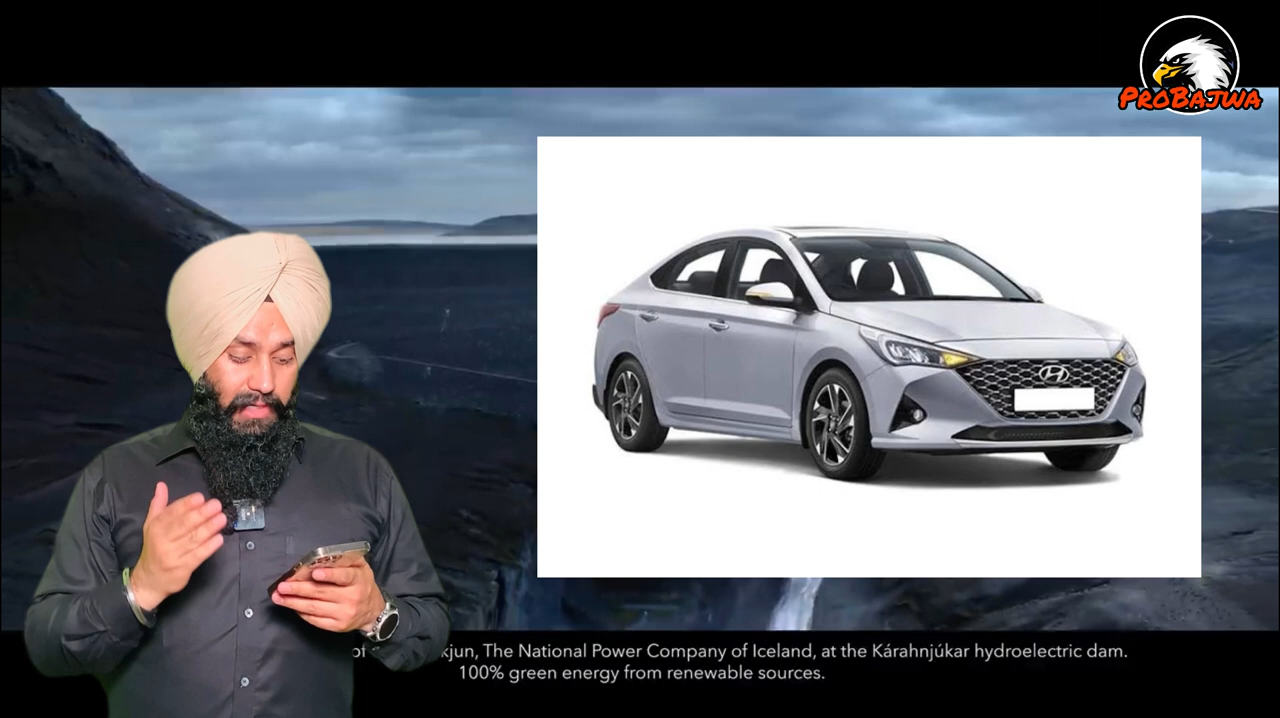 PROBAJWA
kjun, The National Power Company of Iceland, at the Kárahnjúkar hydroelectric dam.
100% green energy from renewable sources.